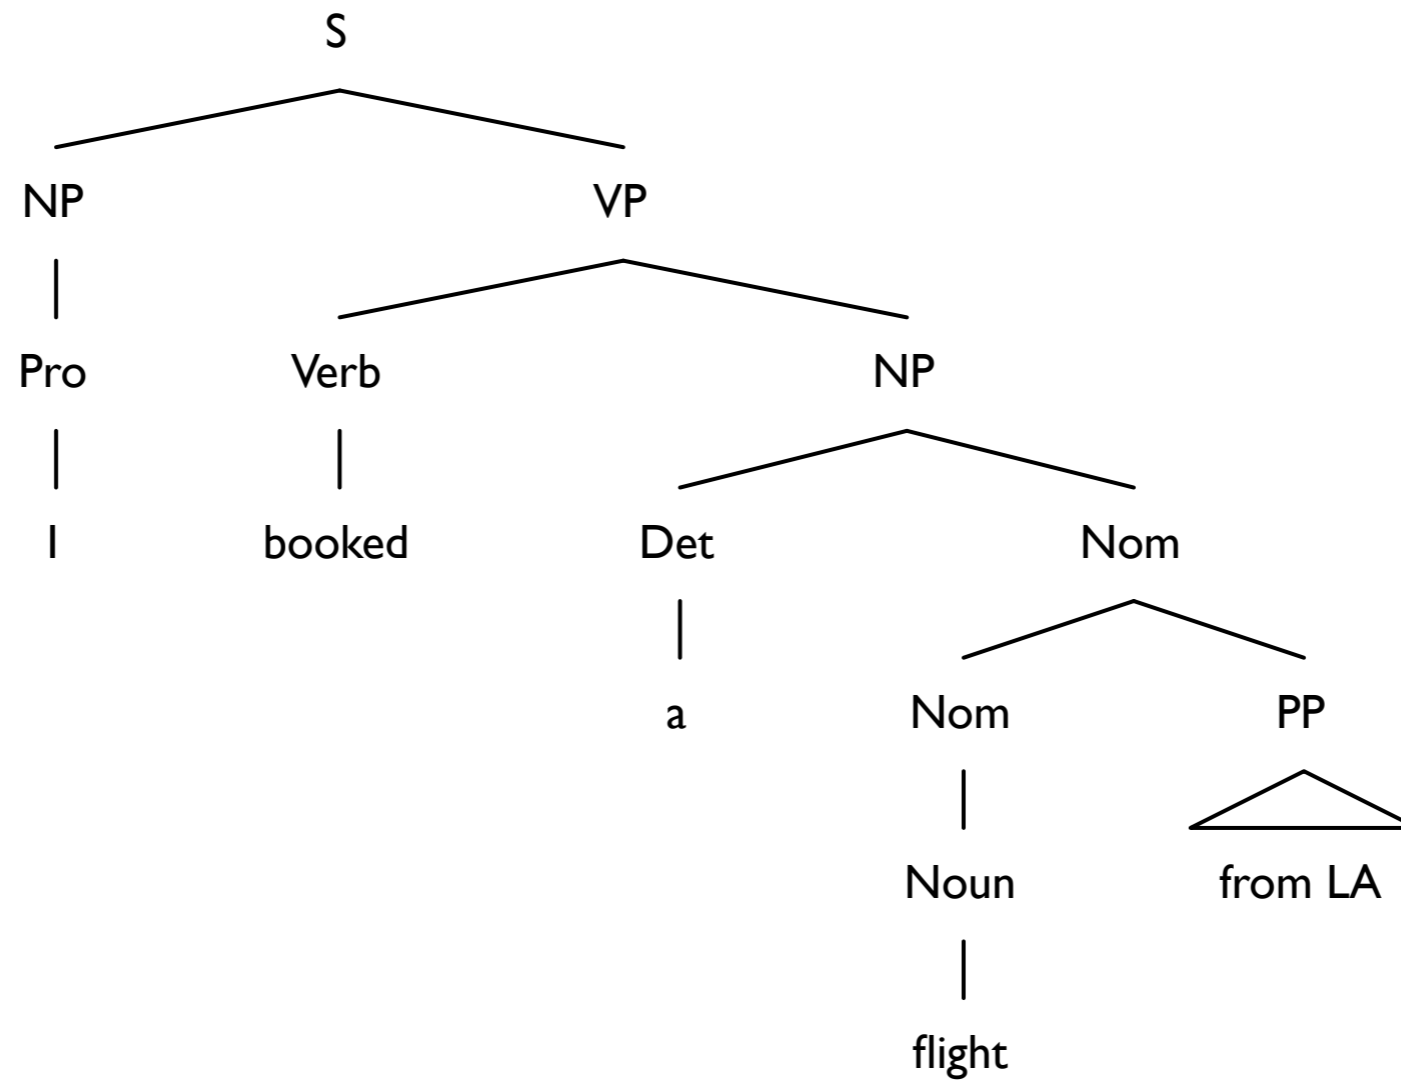 S
NP VP
Pro Verb NP
I booked Det Nom
a Nom PP
Noun from LA
flight